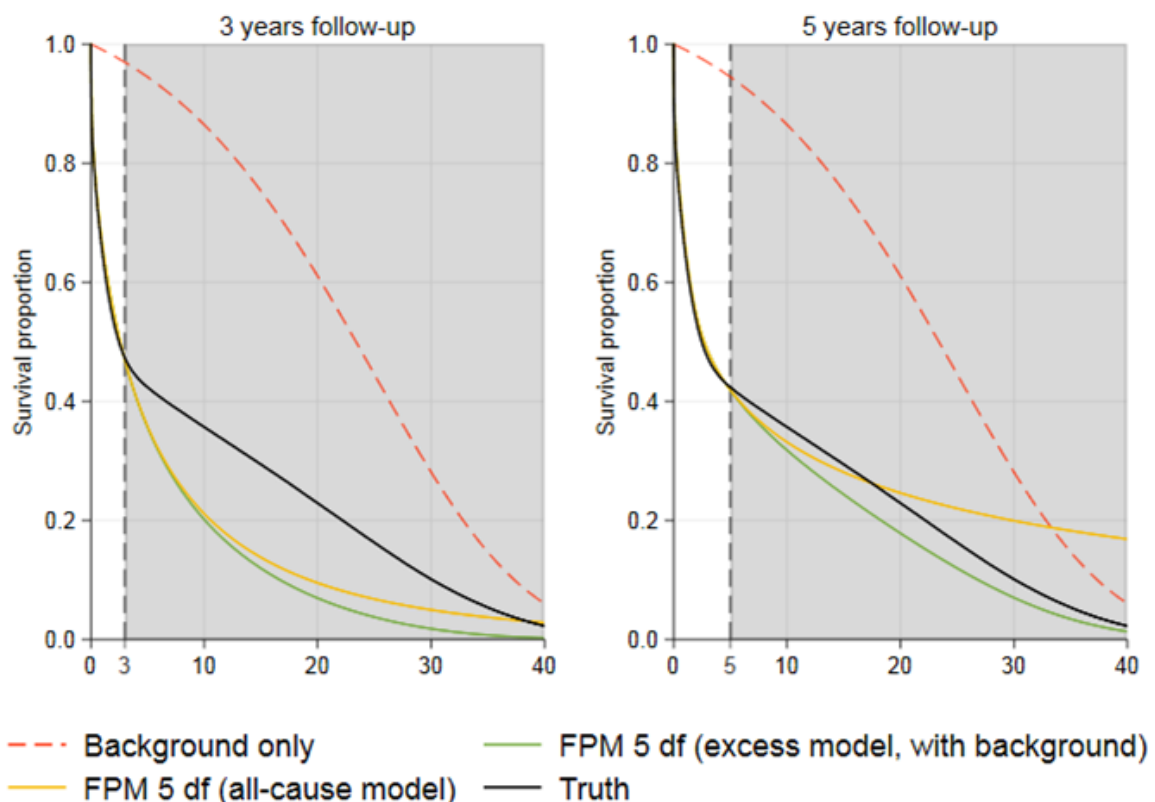 3 years follow-up
5 years follow-up
Survival proportion
1.0
0.8
0.6
0.4
0.2
0.0
0 3 10 20 30 40
Survival proportion
1.0
0.8
0.6
0.4
0.2
0.0
0 5 10 20 30 40
Background only
FPM 5 df (excess model, with background)
FPM 5 df (all-cause model)
Truth